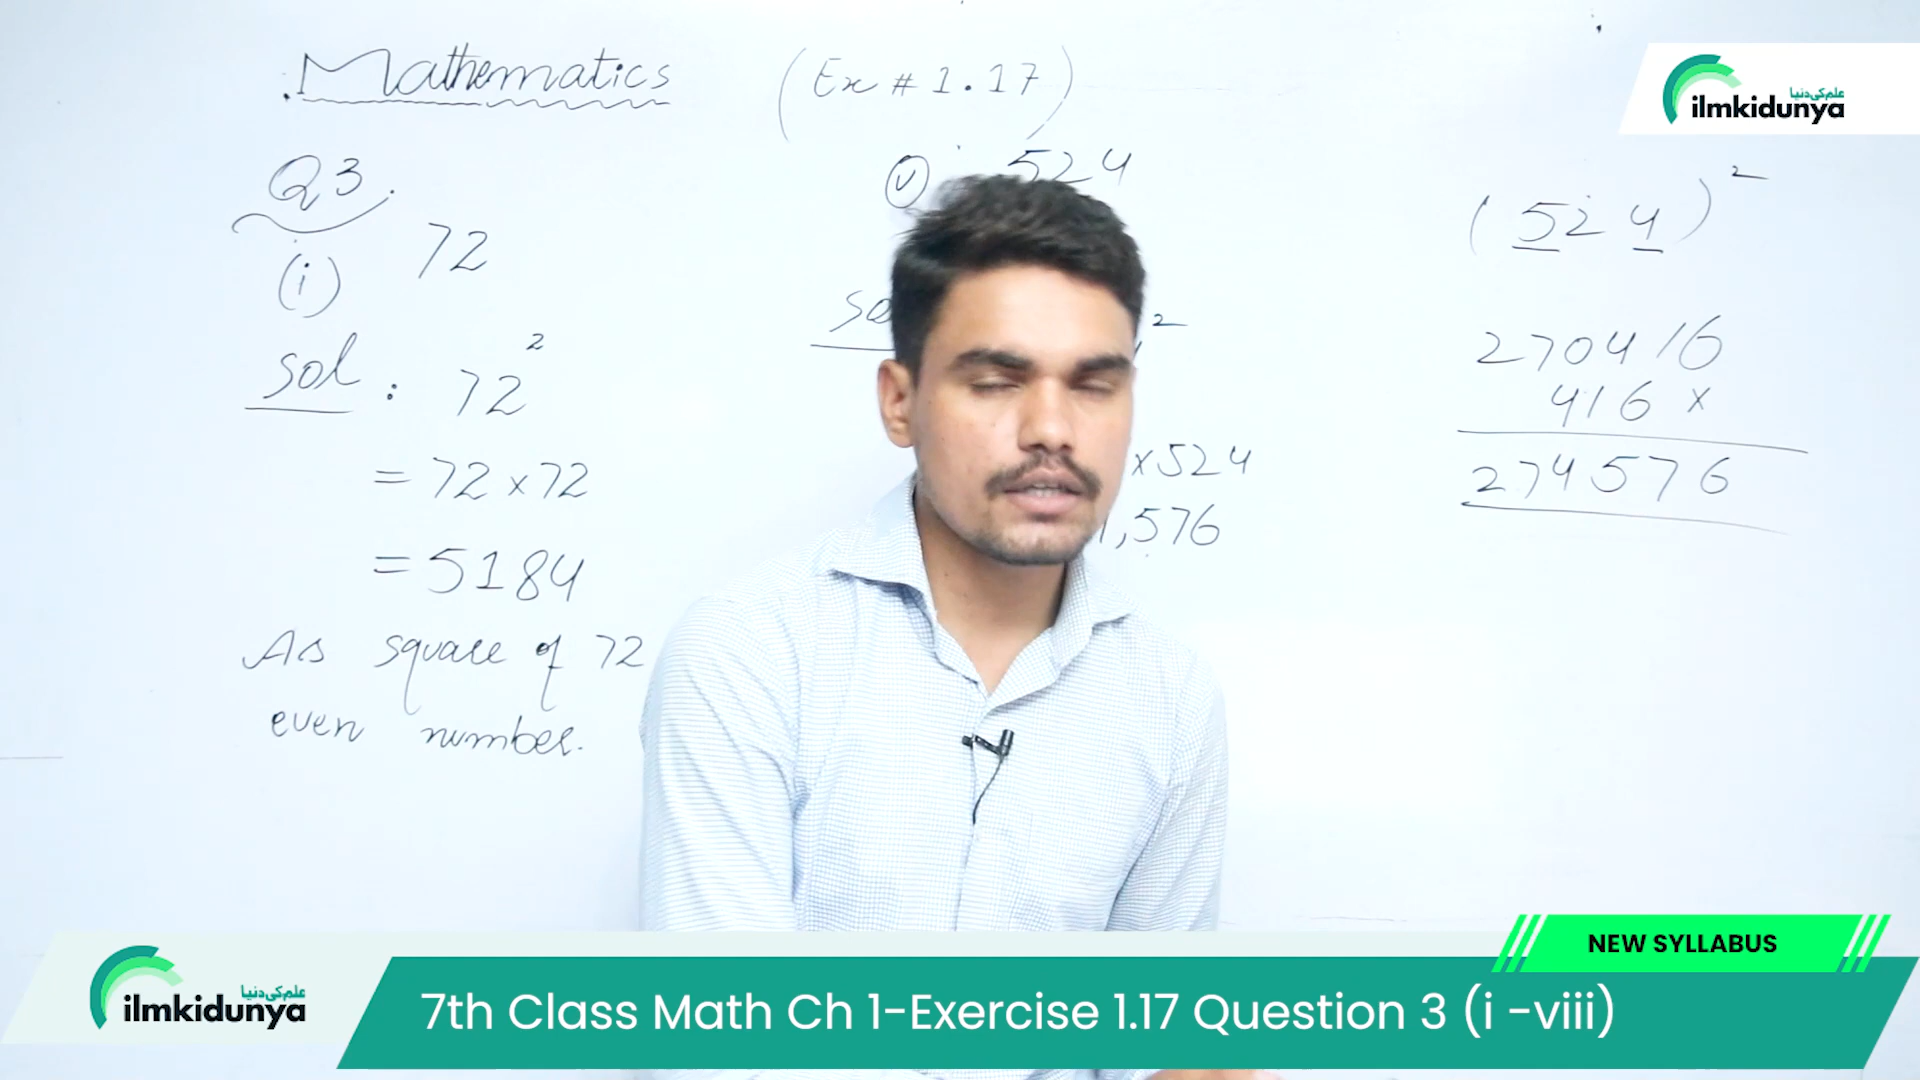 Mathematics (Ex # 1.17)
علم کی دنیا
ilmkidunya
Q3.
(i) 72
sol : 72²
= 72 × 72
= 5184
As square of 72
even number.
(v) 524
× 524
,576
(524)²
270416
416 ×
274576
NEW SYLLABUS
علم کی دنیا
ilmkidunya
7th Class Math Ch 1-Exercise 1.17 Question 3 (i -viii)